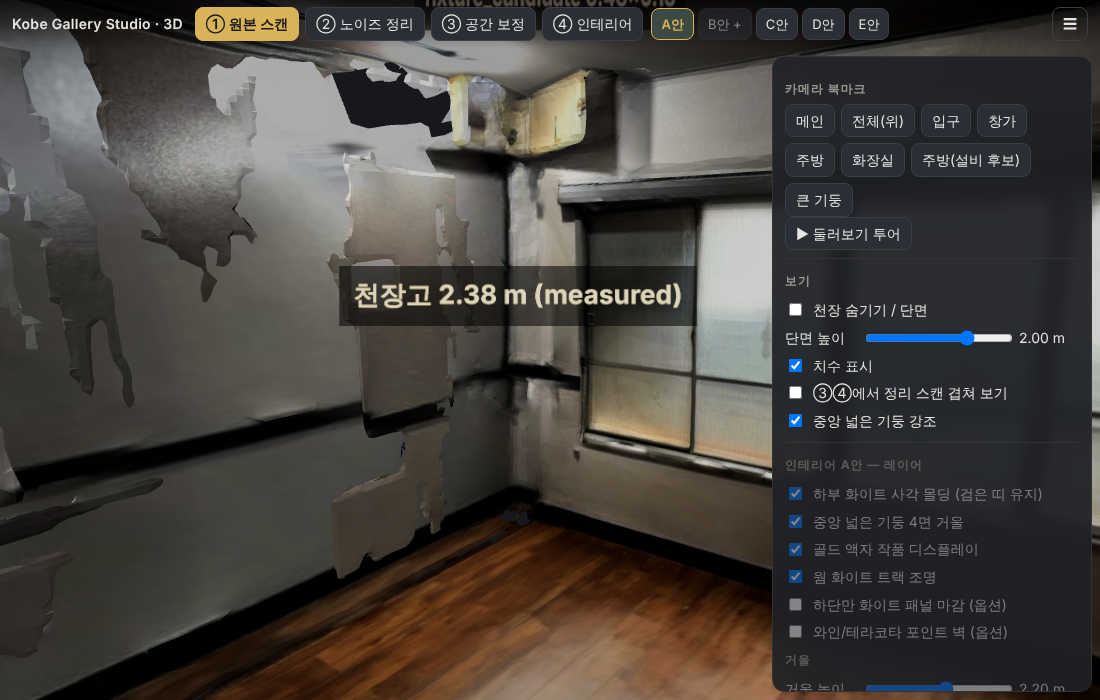 Kobe Gallery Studio · 3D
① 원본 스캔
② 노이즈 정리
③ 공간 보정
④ 인테리어
A안
B안 +
C안
D안
E안
☰
천장고 2.38 m (measured)
카메라 북마크
메인
전체(위)
입구
창가
주방
화장실
주방(설비 후보)
큰 기둥
▶ 둘러보기 투어
보기
천장 숨기기 / 단면
단면 높이 2.00 m
치수 표시
③④에서 정리 스캔 겹쳐 보기
중앙 넓은 기둥 강조
인테리어 A안 — 레이어
하부 화이트 사각 몰딩 (검은 띠 유지)
중앙 넓은 기둥 4면 거울
골드 액자 작품 디스플레이
웜 화이트 트랙 조명
하단만 화이트 패널 마감 (옵션)
와인/테라코타 포인트 벽 (옵션)
거울
거울 높이 2.20 m